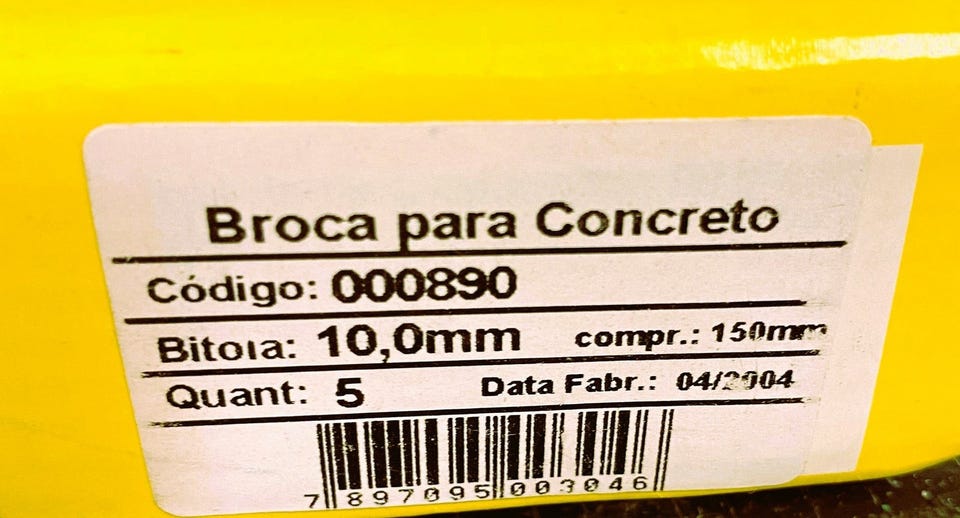 Broca para Concreto
Código: 000890
Bitola: 10,0mm compr.: 150mm
Quant: 5 Data Fabr.: 04/2004
7 897095 003046